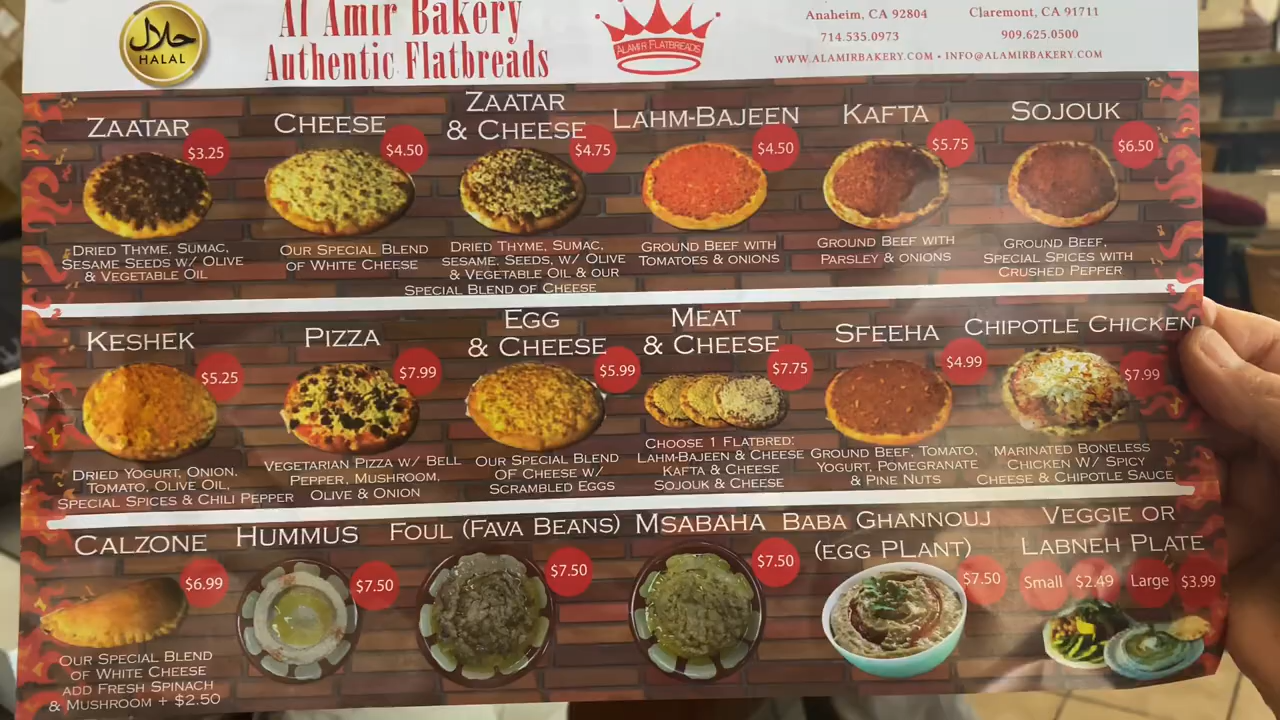 حلال
HALAL
Al Amir Bakery
Authentic Flatbreads
ALAMIR FLATBREADS
Anaheim, CA 92804
714.535.0973
Claremont, CA 91711
909.625.0500
WWW.ALAMIRBAKERY.COM • INFO@ALAMIRBAKERY.COM
ZAATAR
$3.25
DRIED THYME, SUMAC,
SESAME SEEDS W/ OLIVE
& VEGETABLE OIL
CHEESE
$4.50
OUR SPECIAL BLEND
OF WHITE CHEESE
ZAATAR
& CHEESE
$4.75
DRIED THYME, SUMAC,
SESAME. SEEDS, W/ OLIVE
& VEGETABLE OIL & OUR
SPECIAL BLEND OF CHEESE
LAHM-BAJEEN
$4.50
GROUND BEEF WITH
TOMATOES & ONIONS
KAFTA
$5.75
GROUND BEEF WITH
PARSLEY & ONIONS
SOJOUK
$6.50
GROUND BEEF,
SPECIAL SPICES WITH
CRUSHED PEPPER
KESHEK
$5.25
DRIED YOGURT, ONION.
TOMATO, OLIVE OIL,
SPECIAL SPICES & CHILI PEPPER
PIZZA
$7.99
VEGETARIAN PIZZA W/ BELL
PEPPER, MUSHROOM,
OLIVE & ONION
EGG
& CHEESE
$5.99
OUR SPECIAL BLEND
OF CHEESE W/
SCRAMBLED EGGS
MEAT
& CHEESE
$7.75
CHOOSE 1 FLATBRED:
LAHM-BAJEEN & CHEESE
KAFTA & CHEESE
SOJOUK & CHEESE
SFEEHA
$4.99
GROUND BEEF, TOMATO,
YOGURT, POMEGRANATE
& PINE NUTS
CHIPOTLE CHICKEN
$7.99
MARINATED BONELESS
CHICKEN W/ SPICY
CHEESE & CHIPOTLE SAUCE
CALZONE
$6.99
OUR SPECIAL BLEND
OF WHITE CHEESE
ADD FRESH SPINACH
& MUSHROOM + $2.50
HUMMUS
$7.50
FOUL (FAVA BEANS)
$7.50
MSABAHA
$7.50
BABA GHANNOUJ
(EGG PLANT)
$7.50
VEGGIE OR
LABNEH PLATE
Small $2.49 Large $3.99